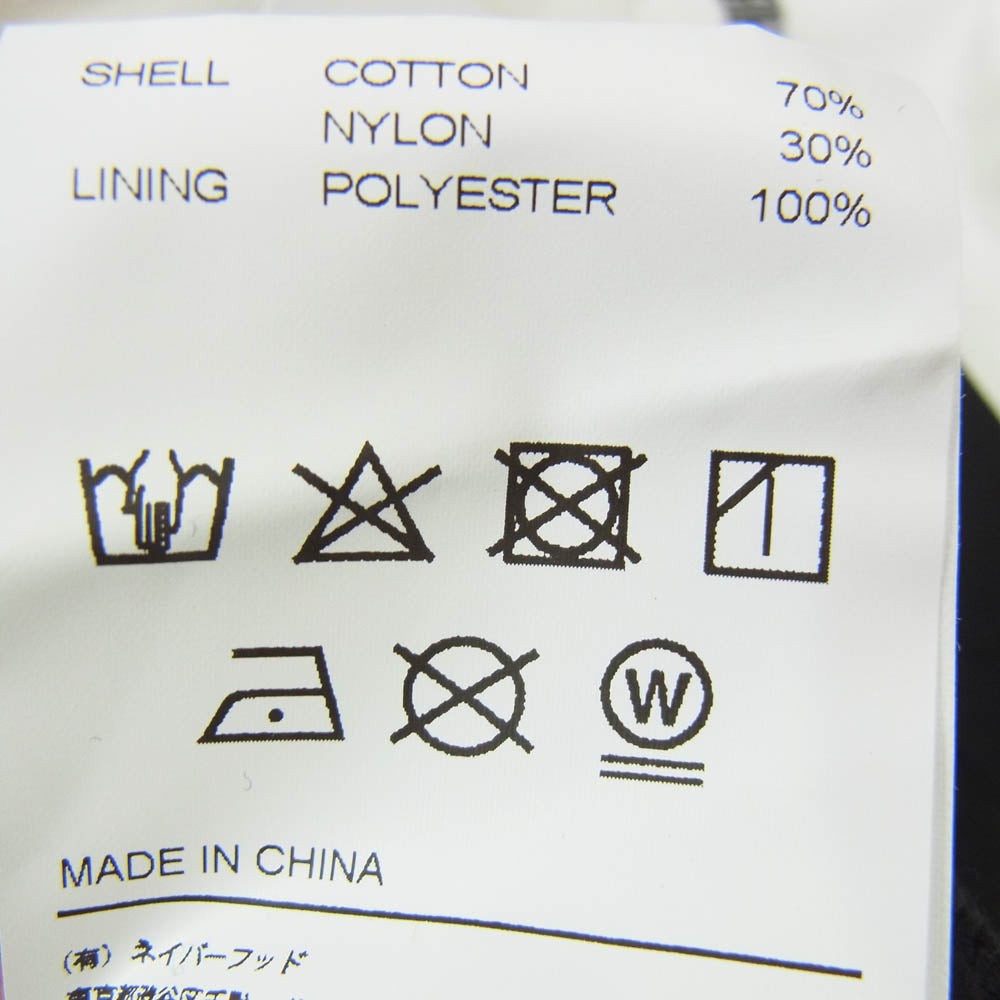 SHELL COTTON 70%
NYLON 30%
LINING POLYESTER 100%
W
MADE IN CHINA
(有) ネイバーフッド